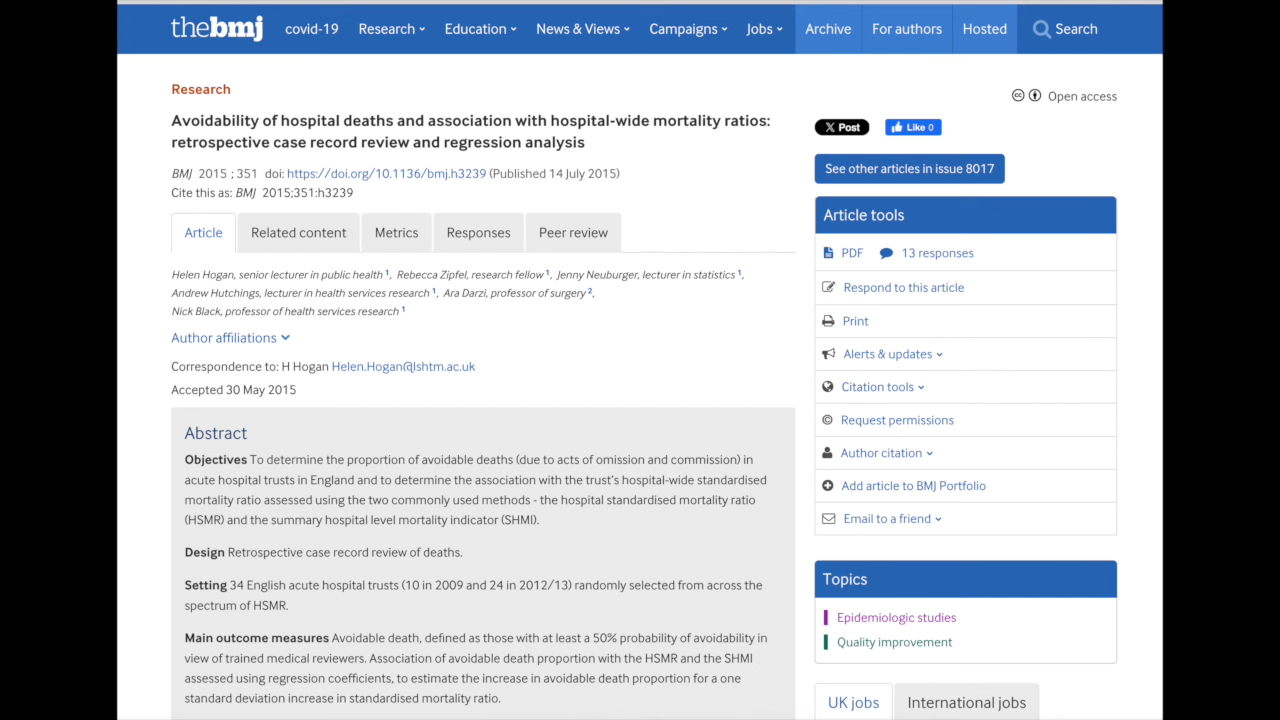 thebmj covid-19 Research Education News & Views Campaigns Jobs Archive For authors Hosted Search
Research
Open access
Avoidability of hospital deaths and association with hospital-wide mortality ratios:
retrospective case record review and regression analysis
BMJ 2015 ; 351 doi: https://doi.org/10.1136/bmj.h3239 (Published 14 July 2015)
Cite this as: BMJ 2015;351:h3239
Article Related content Metrics Responses Peer review
Helen Hogan, senior lecturer in public health 1, Rebecca Zipfel, research fellow 1, Jenny Neuburger, lecturer in statistics 1,
Andrew Hutchings, lecturer in health services research 1, Ara Darzi, professor of surgery 2,
Nick Black, professor of health services research 1
Author affiliations
Correspondence to: H Hogan Helen.Hogan@lshtm.ac.uk
Accepted 30 May 2015
Abstract
Objectives To determine the proportion of avoidable deaths (due to acts of omission and commission) in
acute hospital trusts in England and to determine the association with the trust's hospital-wide standardised
mortality ratio assessed using the two commonly used methods - the hospital standardised mortality ratio
(HSMR) and the summary hospital level mortality indicator (SHMI).
Design Retrospective case record review of deaths.
Setting 34 English acute hospital trusts (10 in 2009 and 24 in 2012/13) randomly selected from across the
spectrum of HSMR.
Main outcome measures Avoidable death, defined as those with at least a 50% probability of avoidability in
view of trained medical reviewers. Association of avoidable death proportion with the HSMR and the SHMI
assessed using regression coefficients, to estimate the increase in avoidable death proportion for a one
standard deviation increase in standardised mortality ratio.
X Post Like 0
See other articles in issue 8017
Article tools
PDF 13 responses
Respond to this article
Print
Alerts & updates
Citation tools
Request permissions
Author citation
Add article to BMJ Portfolio
Email to a friend
Topics
Epidemiologic studies
Quality improvement
UK jobs International jobs